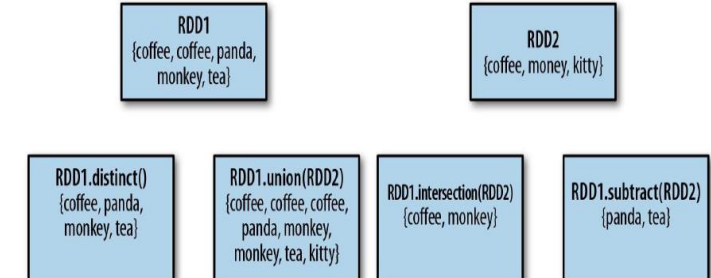 RDD1
{coffee, coffee, panda,
monkey, tea}
RDD2
{coffee, money, kitty}
RDD1.distinct()
{coffee, panda,
monkey, tea}
RDD1.union(RDD2)
{coffee, coffee, coffee,
panda, monkey,
monkey, tea, kitty}
RDD1.intersection(RDD2)
{coffee, monkey}
RDD1.subtract(RDD2)
{panda, tea}